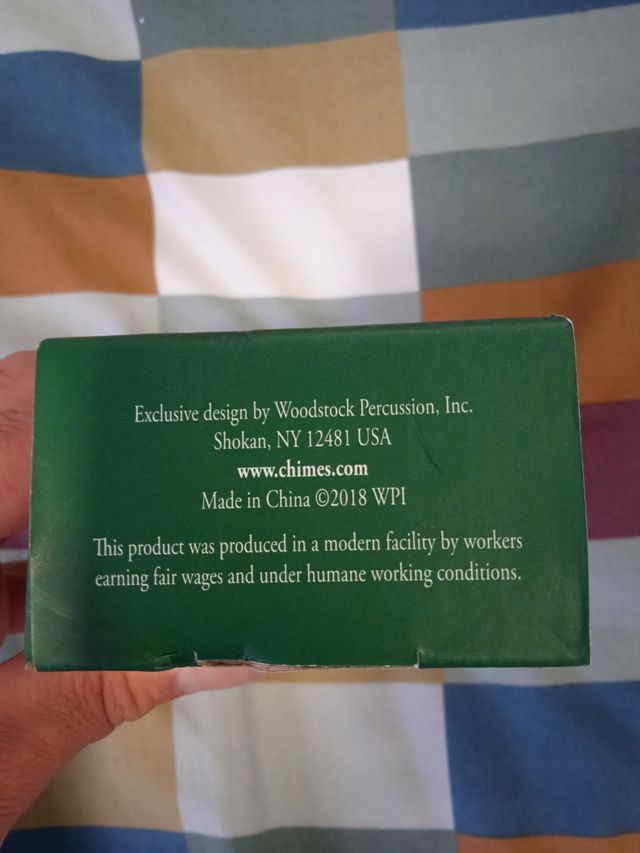 Exclusive design by Woodstock Percussion, Inc.
Shokan, NY 12481 USA
www.chimes.com
Made in China ©2018 WPI
This product was produced in a modern facility by workers
earning fair wages and under humane working conditions.